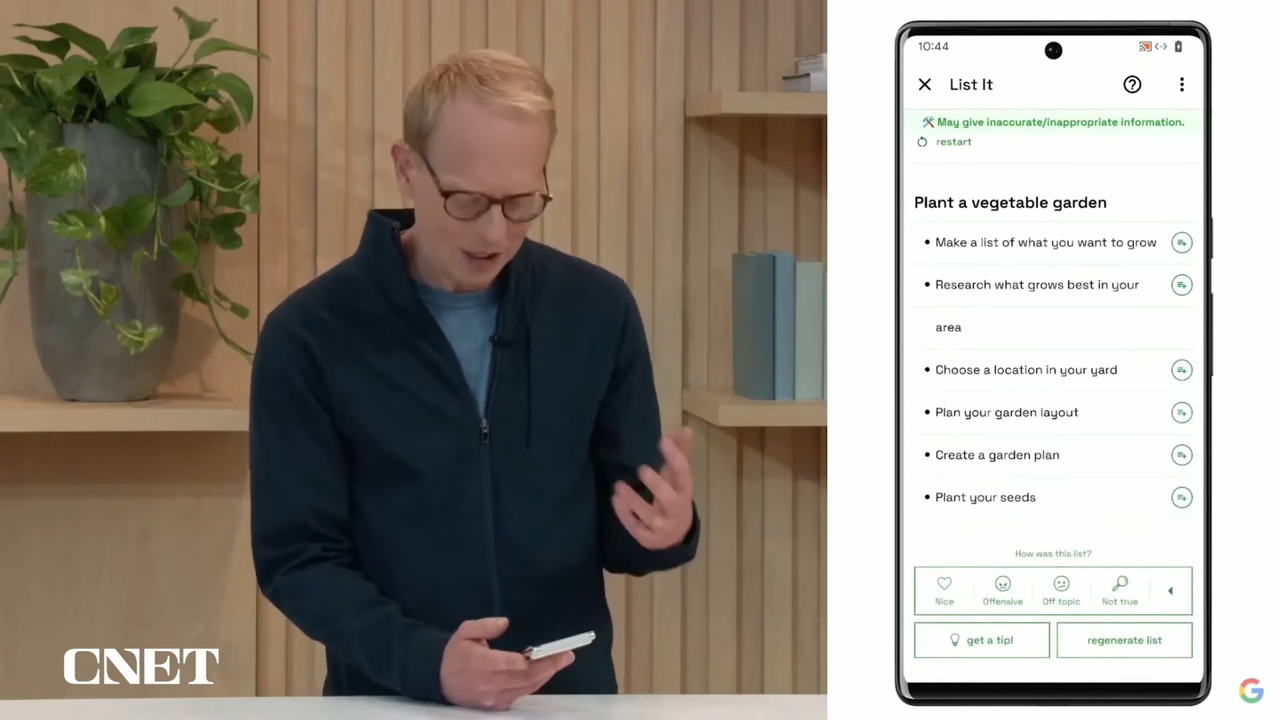 10:44
List It
May give inaccurate/inappropriate information.
restart
Plant a vegetable garden
• Make a list of what you want to grow
• Research what grows best in your
area
• Choose a location in your yard
• Plan your garden layout
• Create a garden plan
• Plant your seeds
How was this list?
Nice
Offensive
Off topic
Not true
get a tip!
regenerate list
CNET
G